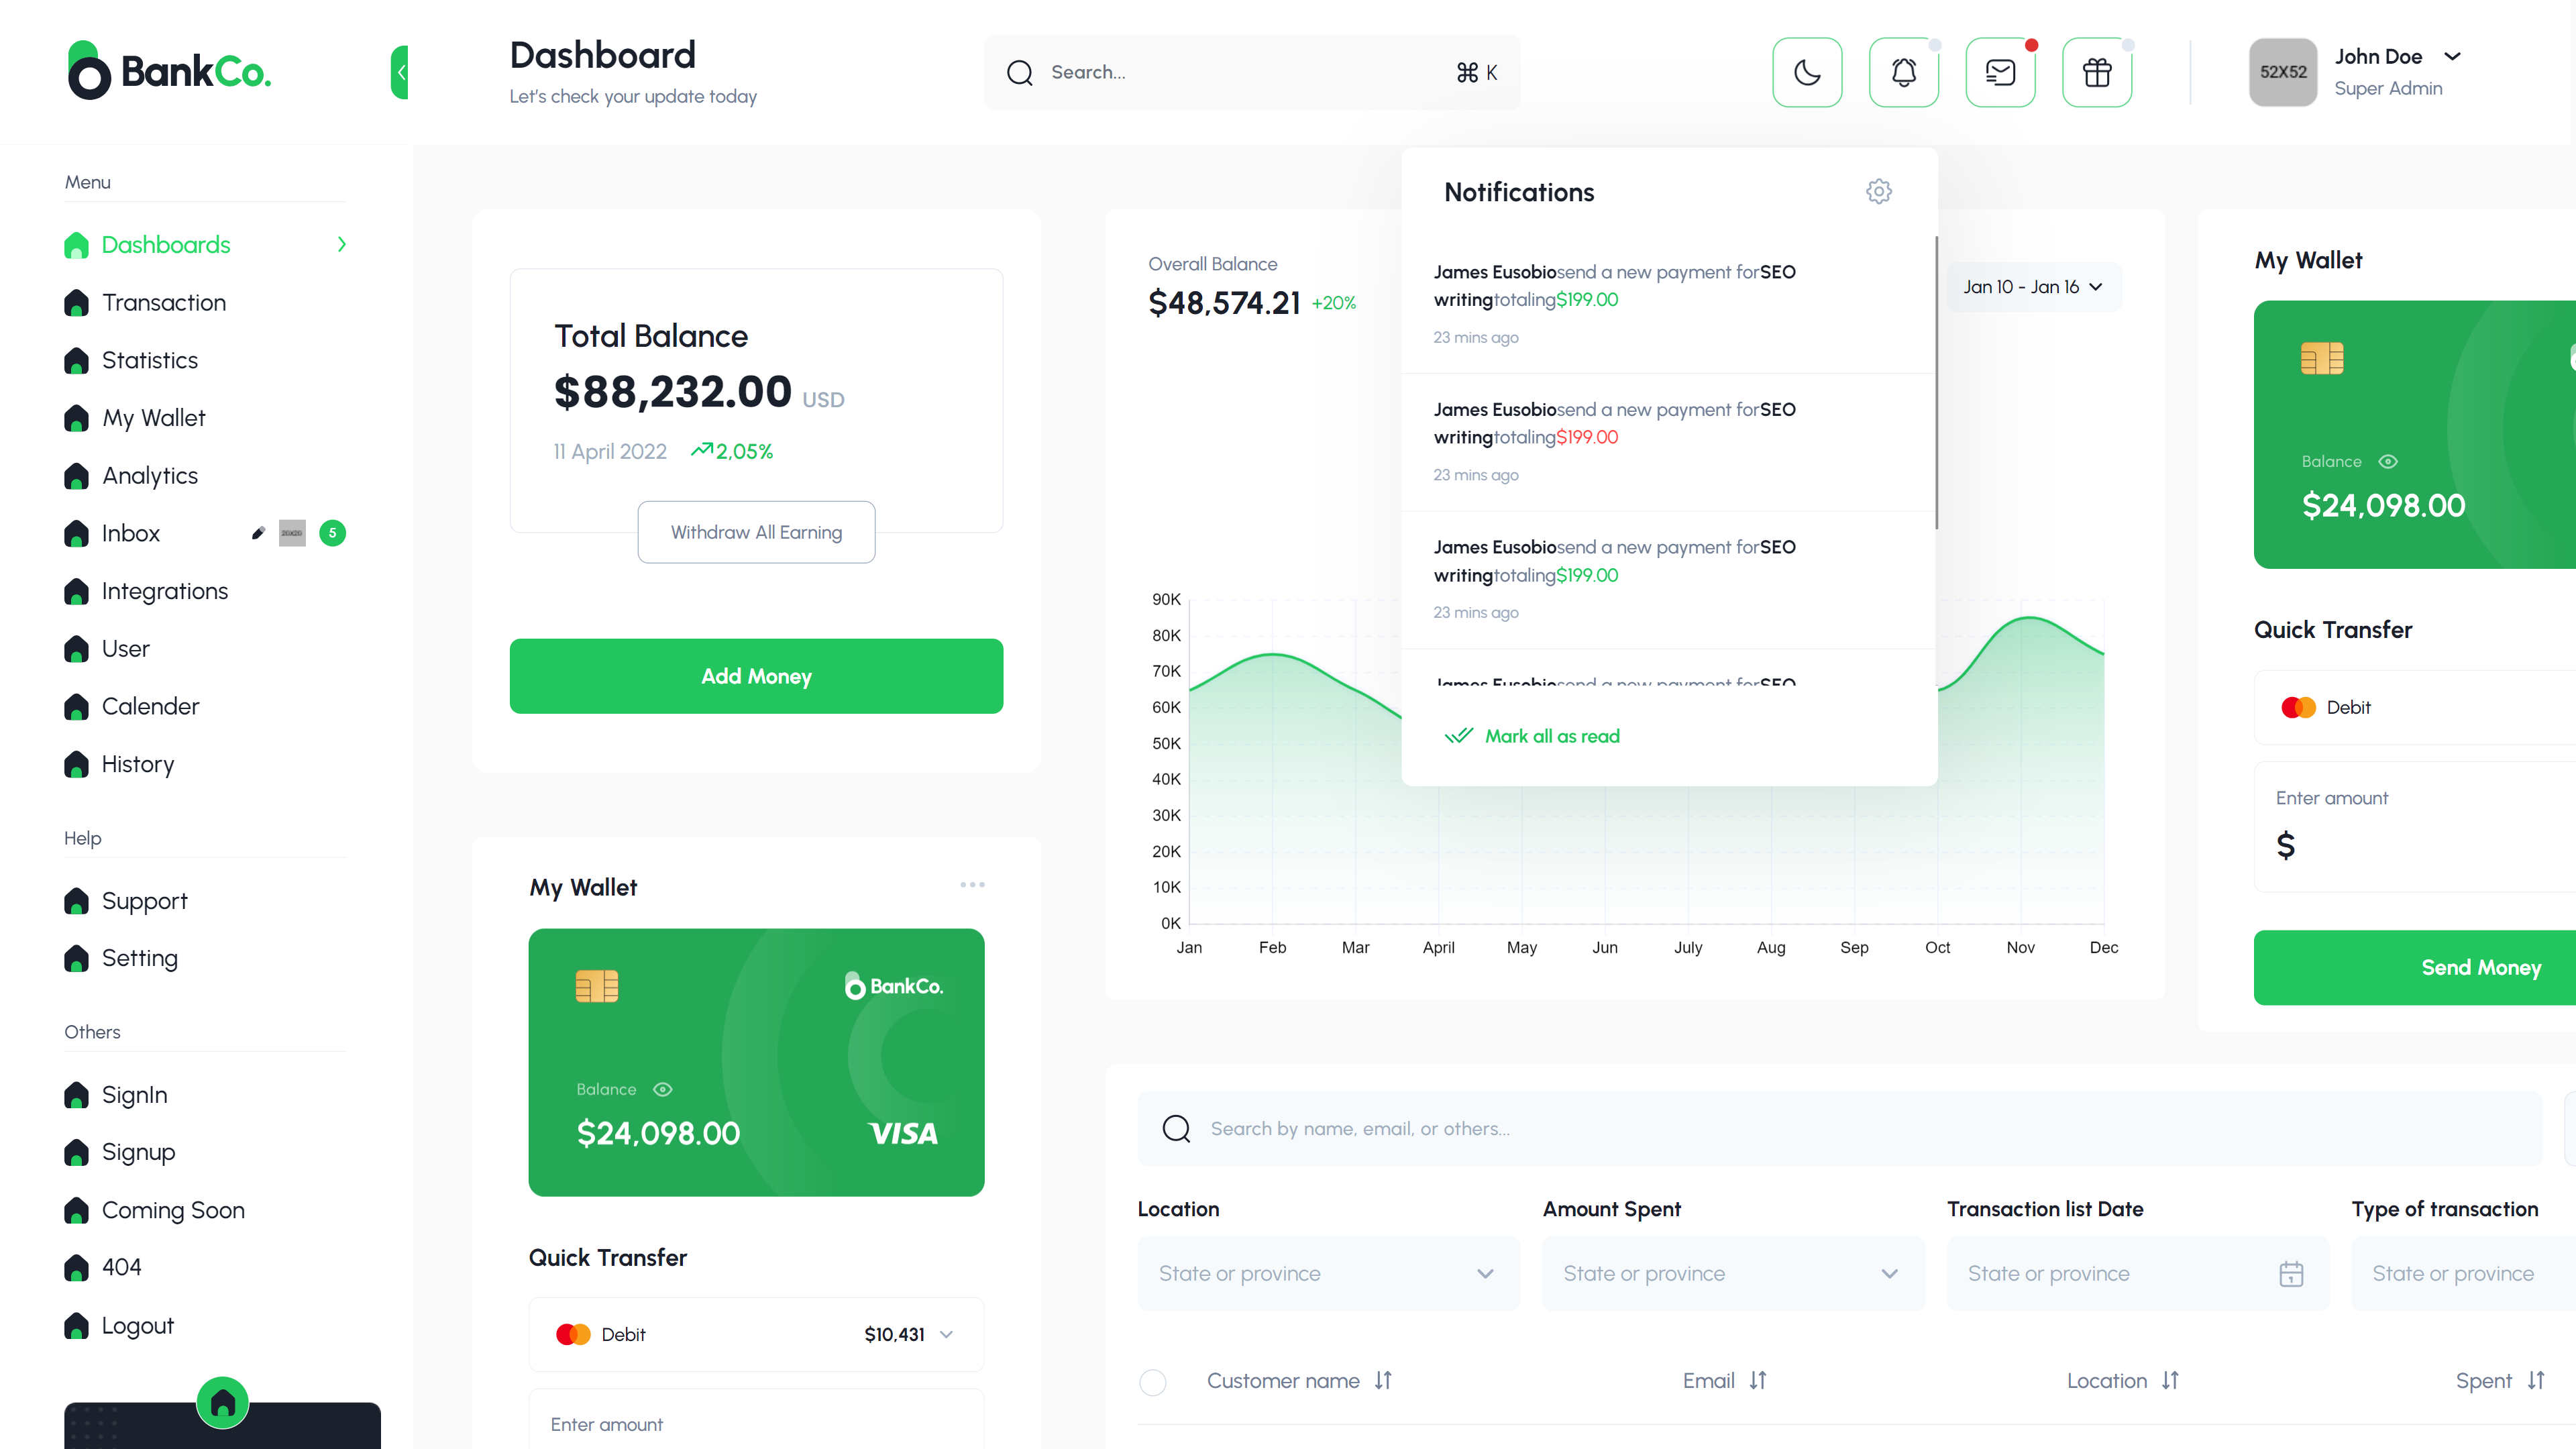 BankCo.
Dashboard
Let's check your update today
Search...
⌘ K
52X52
John Doe
Super Admin
Menu
Dashboards
Transaction
Statistics
My Wallet
Analytics
Inbox
5
Integrations
User
Calender
History
Help
Support
Setting
Others
SignIn
Signup
Coming Soon
404
Logout
Total Balance
$88,232.00 USD
11 April 2022 2,05%
Withdraw All Earning
Add Money
My Wallet
BankCo.
Balance
$24,098.00
VISA
Quick Transfer
Debit $10,431
Enter amount
Overall Balance
$48,574.21 +20%
Jan 10 - Jan 16
90K
80K
70K
60K
50K
40K
30K
20K
10K
0K
Jan Feb Mar April May Jun July Aug Sep Oct Nov Dec
Notifications
James Eusobiosend a new payment forSEO
writingtotaling$199.00
23 mins ago
James Eusobiosend a new payment forSEO
writingtotaling$199.00
23 mins ago
James Eusobiosend a new payment forSEO
writingtotaling$199.00
23 mins ago
James Eusobiosend a new payment forSEO
Mark all as read
My Wallet
Balance
$24,098.00
Quick Transfer
Debit
Enter amount
$
Send Money
Search by name, email, or others...
Location Amount Spent Transaction list Date Type of transaction
State or province State or province State or province State or province
Customer name Email Location Spent